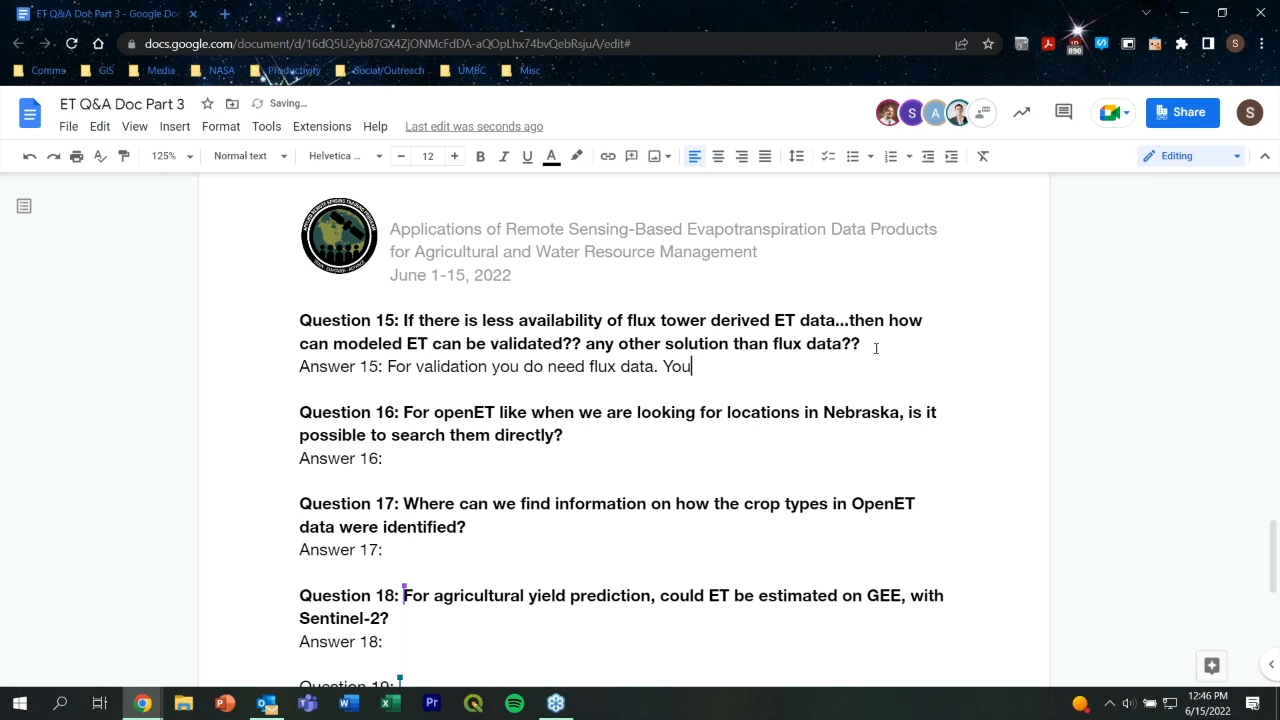 ET Q&A Doc Part 3 - Google Doc
docs.google.com/document/d/16dQ5U2yb87GX4ZjONMcFdDA-aQOpLhx74bvQebRsjuA/edit#
890
S
Comms
GIS
Media
NASA
Productivity
Social/Outreach
UMBC
Misc
ET Q&A Doc Part 3
Saving...
S
A
Share
S
File
Edit
View
Insert
Format
Tools
Extensions
Help
Last edit was seconds ago
125%
Normal text
Helvetica ...
12
B
I
U
A
Editing
Applications of Remote Sensing-Based Evapotranspiration Data Products
for Agricultural and Water Resource Management
June 1-15, 2022
Question 15: If there is less availability of flux tower derived ET data...then how
can modeled ET can be validated?? any other solution than flux data??
Answer 15: For validation you do need flux data. You
Question 16: For openET like when we are looking for locations in Nebraska, is it
possible to search them directly?
Answer 16:
Question 17: Where can we find information on how the crop types in OpenET
data were identified?
Answer 17:
Question 18: For agricultural yield prediction, could ET be estimated on GEE, with
Sentinel-2?
Answer 18:
Question 19:
12:46 PM
6/15/2022